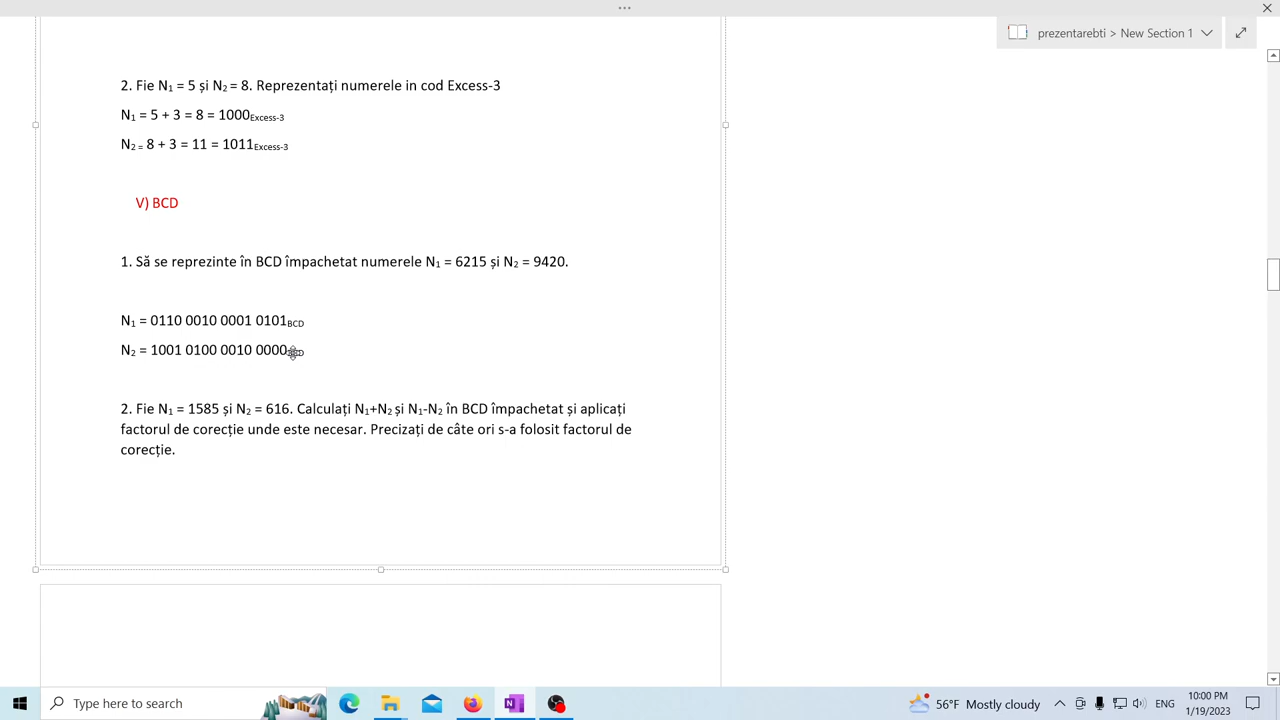 prezentarebti > New Section 1
2. Fie N₁ = 5 și N₂ = 8. Reprezentați numerele in cod Excess-3
N₁ = 5 + 3 = 8 = 1000Excess-3
N₂ = 8 + 3 = 11 = 1011Excess-3
V) BCD
1. Să se reprezinte în BCD împachetat numerele N₁ = 6215 și N₂ = 9420.
N₁ = 0110 0010 0001 0101BCD
N₂ = 1001 0100 0010 0000
2. Fie N₁ = 1585 și N₂ = 616. Calculați N₁+N₂ și N₁-N₂ în BCD împachetat și aplicați
factorul de corecție unde este necesar. Precizați de câte ori s-a folosit factorul de
corecție.
Type here to search
56°F Mostly cloudy
ENG
10:00 PM
1/19/2023